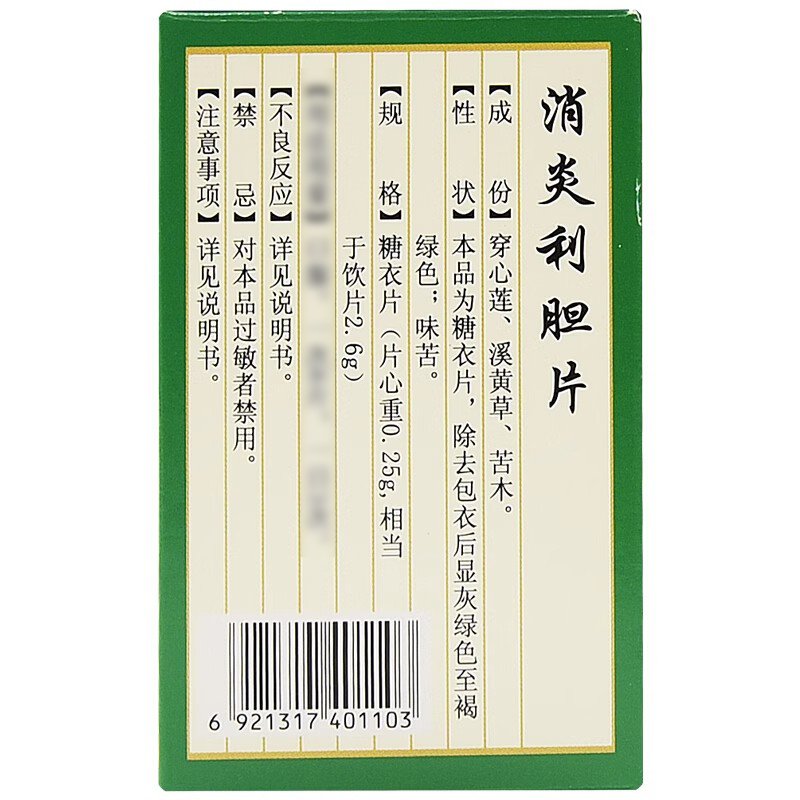 消炎利胆片
【成份】穿心莲、溪黄草、苦木。
【性状】本品为糖衣片，除去包衣后显灰绿色至褐
绿色；味苦。
【规格】糖衣片（片心重0.25g,相当
于饮片2.6g）
【不良反应】详见说明书。
【禁忌】对本品过敏者禁用。
【注意事项】详见说明书。
6 921317 401103